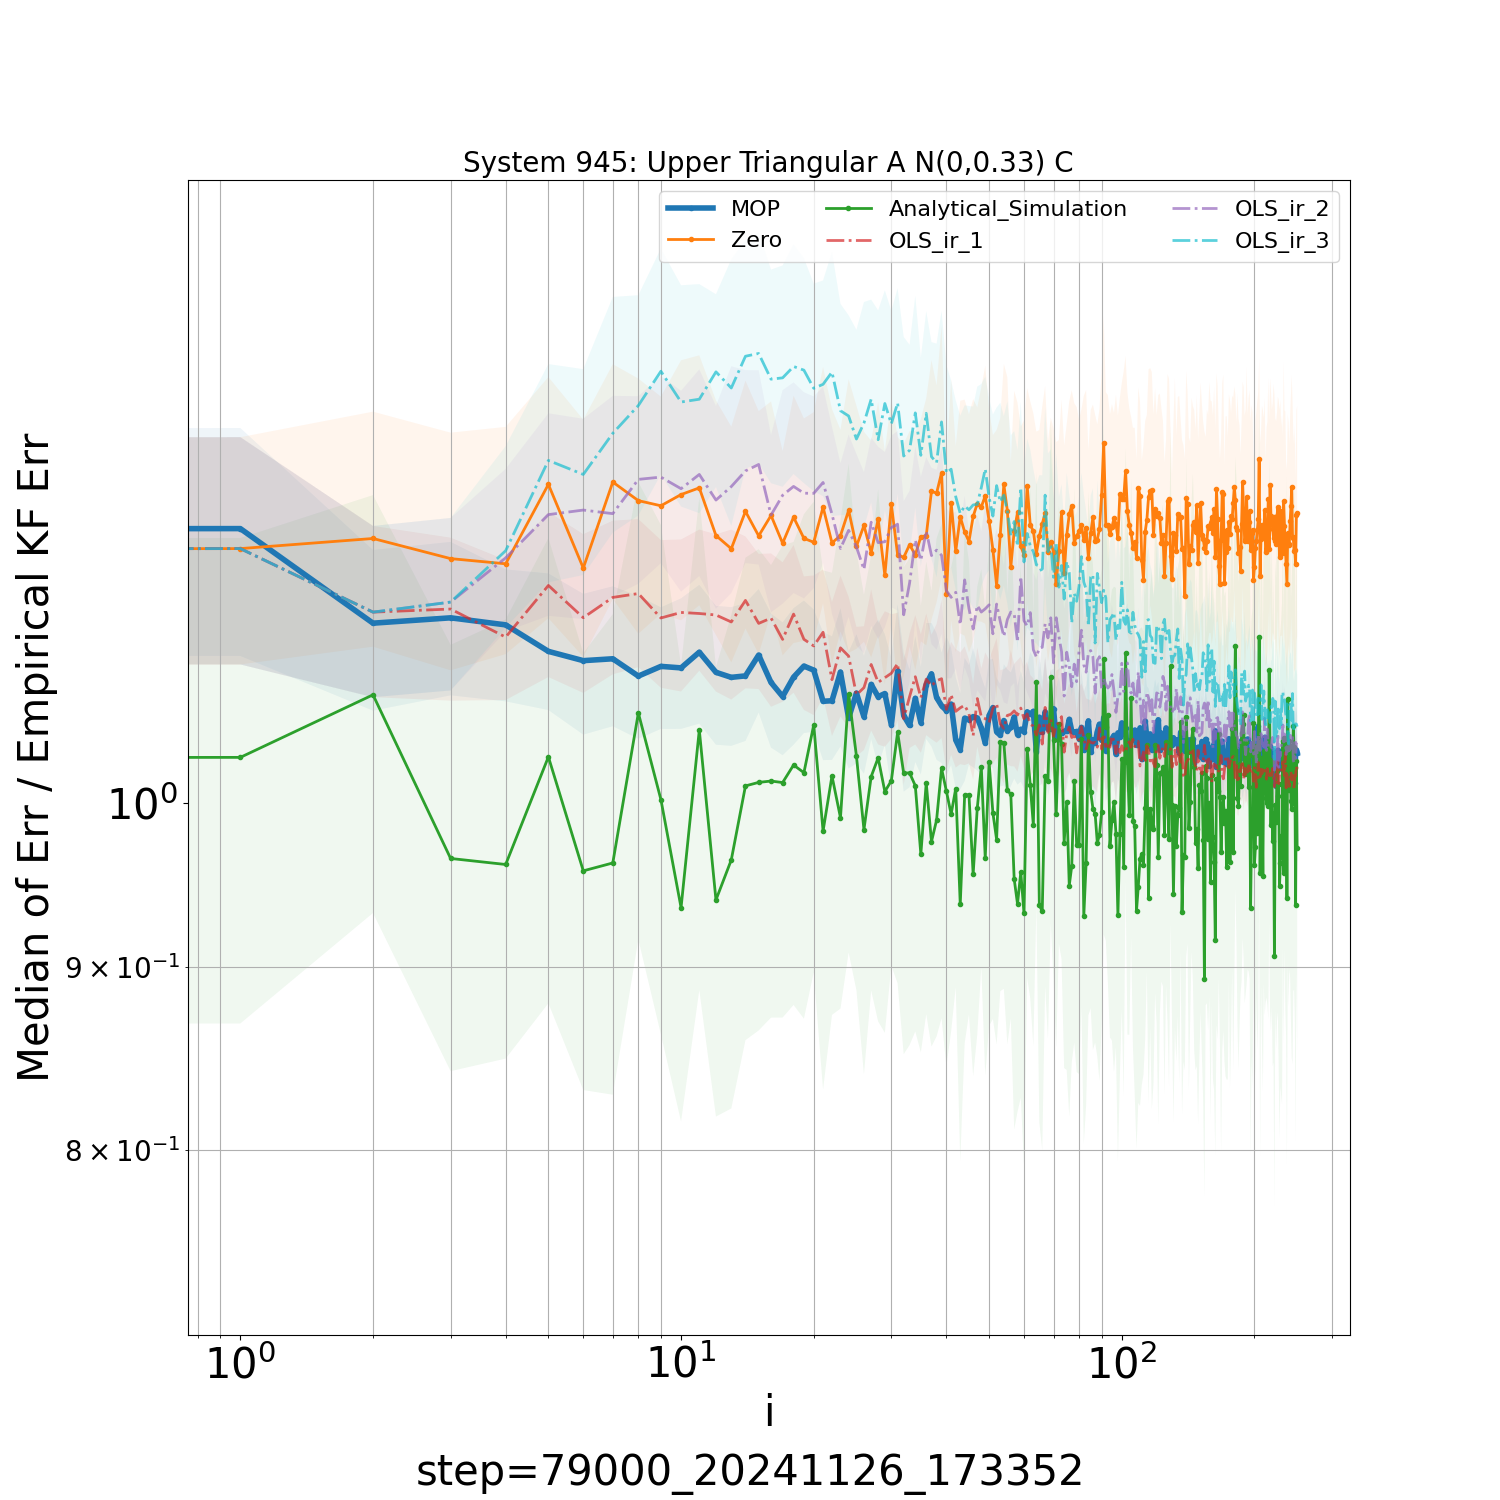 System 945: Upper Triangular A N(0,0.33) C
MOP
Zero
Analytical_Simulation
OLS_ir_1
OLS_ir_2
OLS_ir_3
Median of Err / Empirical KF Err
10⁰
9 × 10⁻¹
8 × 10⁻¹
10⁰
10¹
10²
i
step=79000_20241126_173352